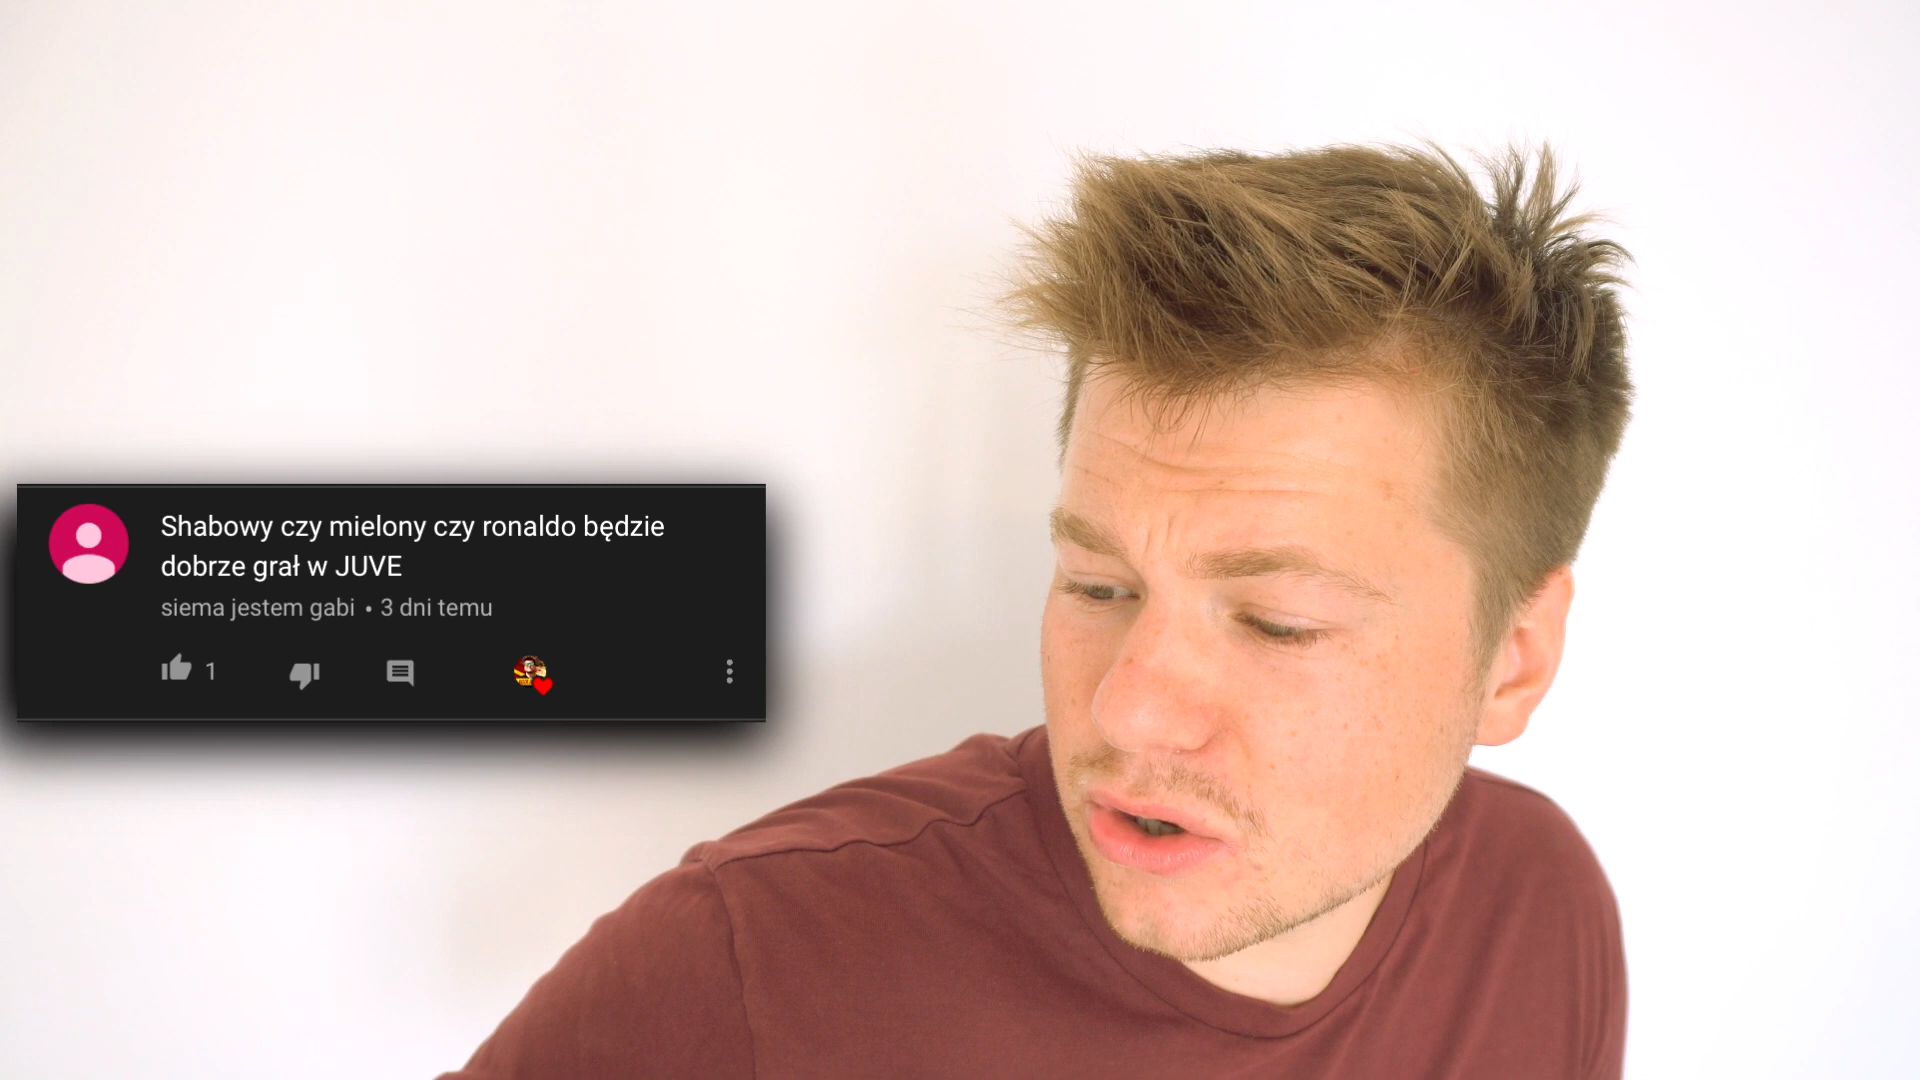 Shabowy czy mielony czy ronaldo będzie
dobrze grał w JUVE
siema jestem gabi • 3 dni temu
1